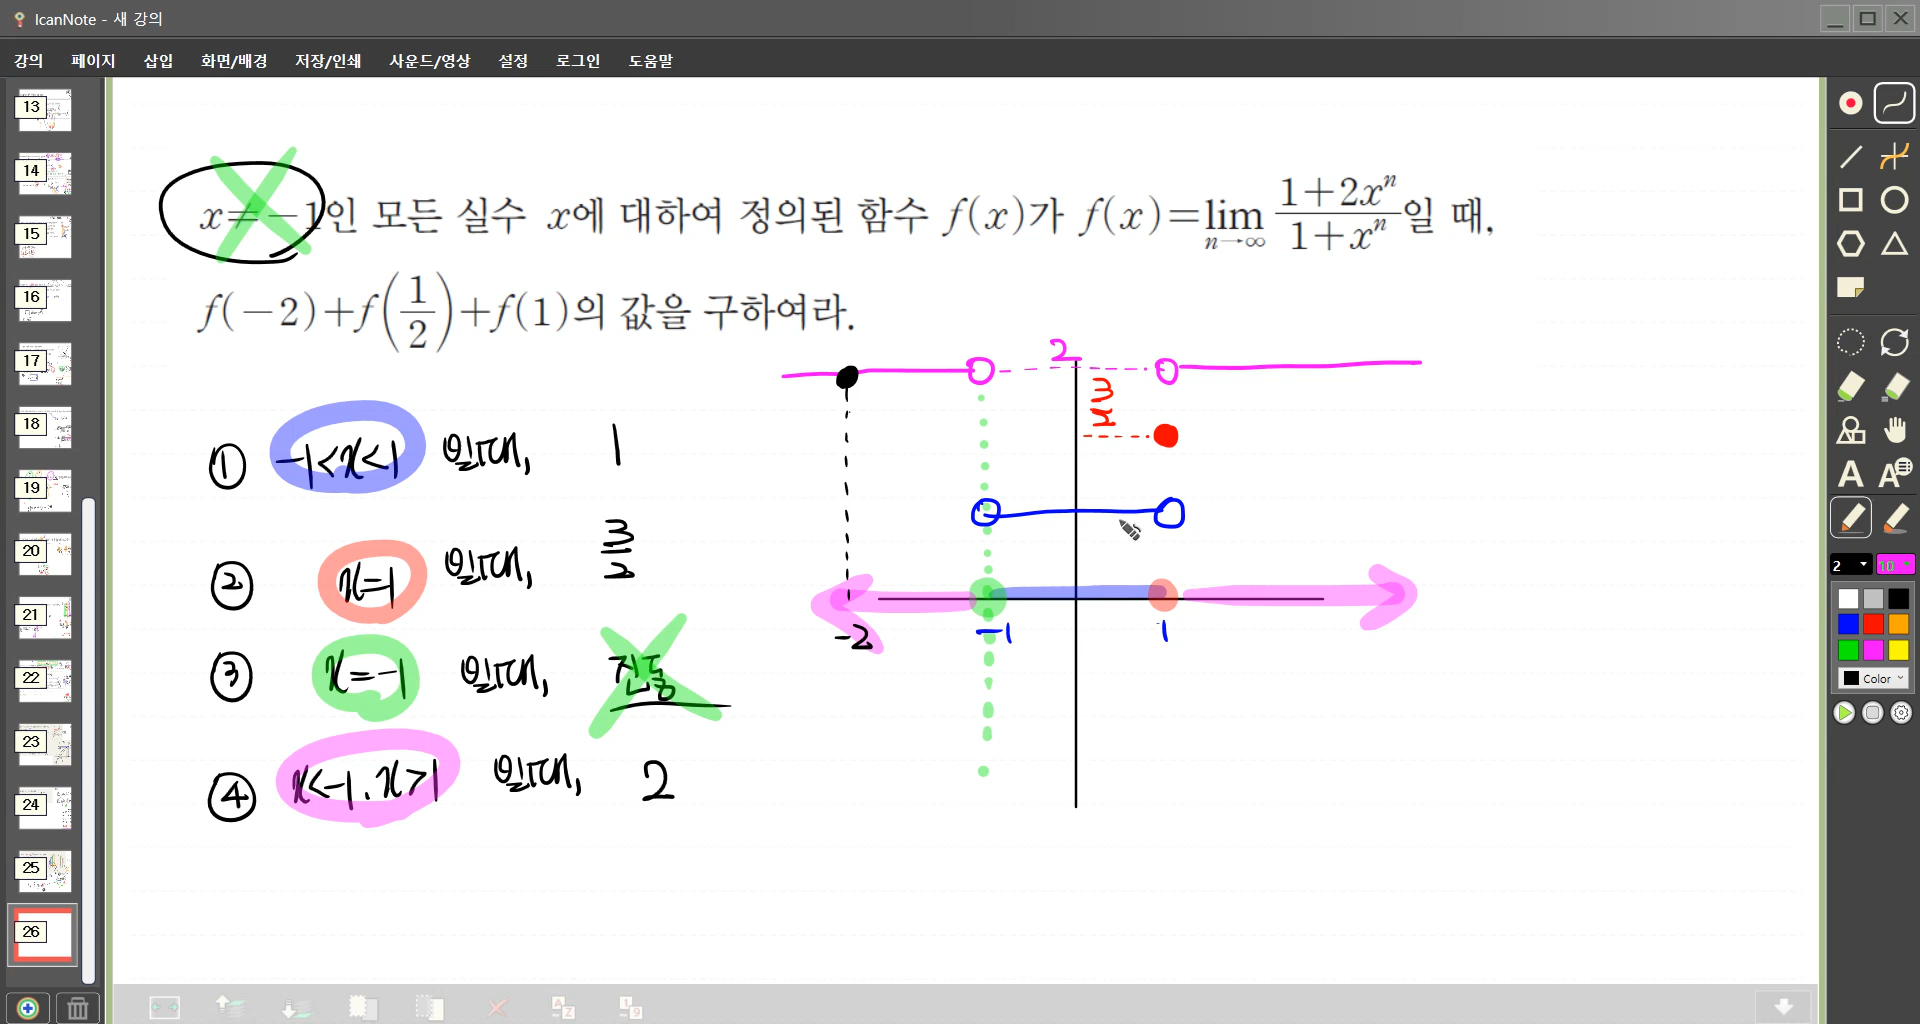 IcanNote - 새 강의
강의 페이지 삽입 화면/배경 저장/인쇄 사운드/영상 설정 로그인 도움말
13
14
15
16
17
18
19
20
21
22
23
24
25
26
x≠-1인 모든 실수 x에 대하여 정의된 함수 f(x)가 f(x)=lim_{n→∞} (1+2x^n)/(1+x^n)일 때,
f(-2)+f(1/2)+f(1)의 값을 구하여라.
① -1<x<1 일때, 1
② x=1 일때, 3/2
③ x=-1 일때, 진동
④ x<-1, x>1 일때, 2
2
3/2
-2 -1 1
2 10
Color